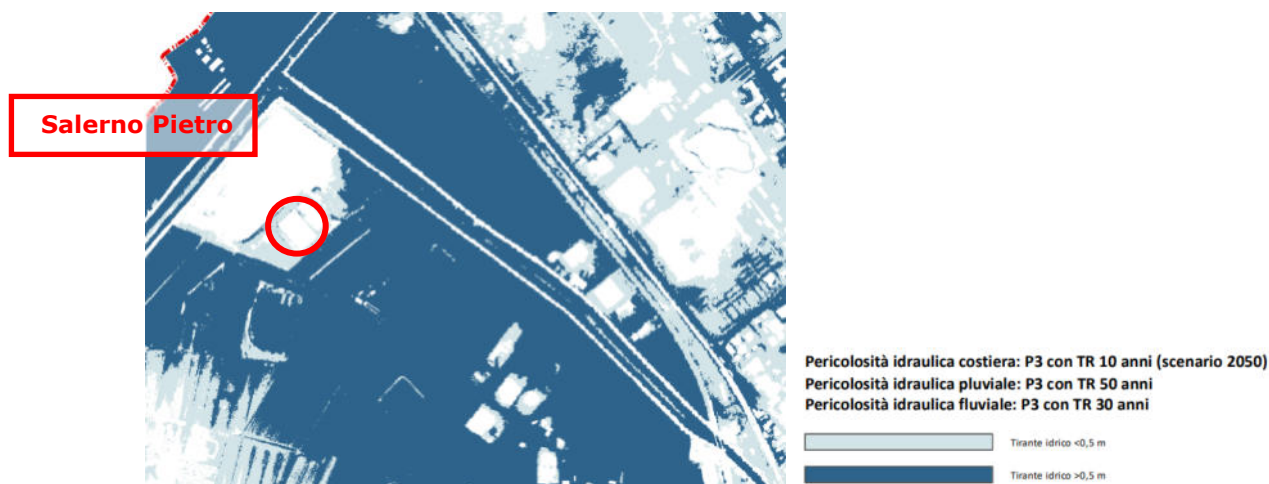 Salerno Pietro
Pericolosità idraulica costiera: P3 con TR 10 anni (scenario 2050)
Pericolosità idraulica pluviale: P3 con TR 50 anni
Pericolosità idraulica fluviale: P3 con TR 30 anni
Tirante idrico <0,5 m
Tirante idrico >0,5 m